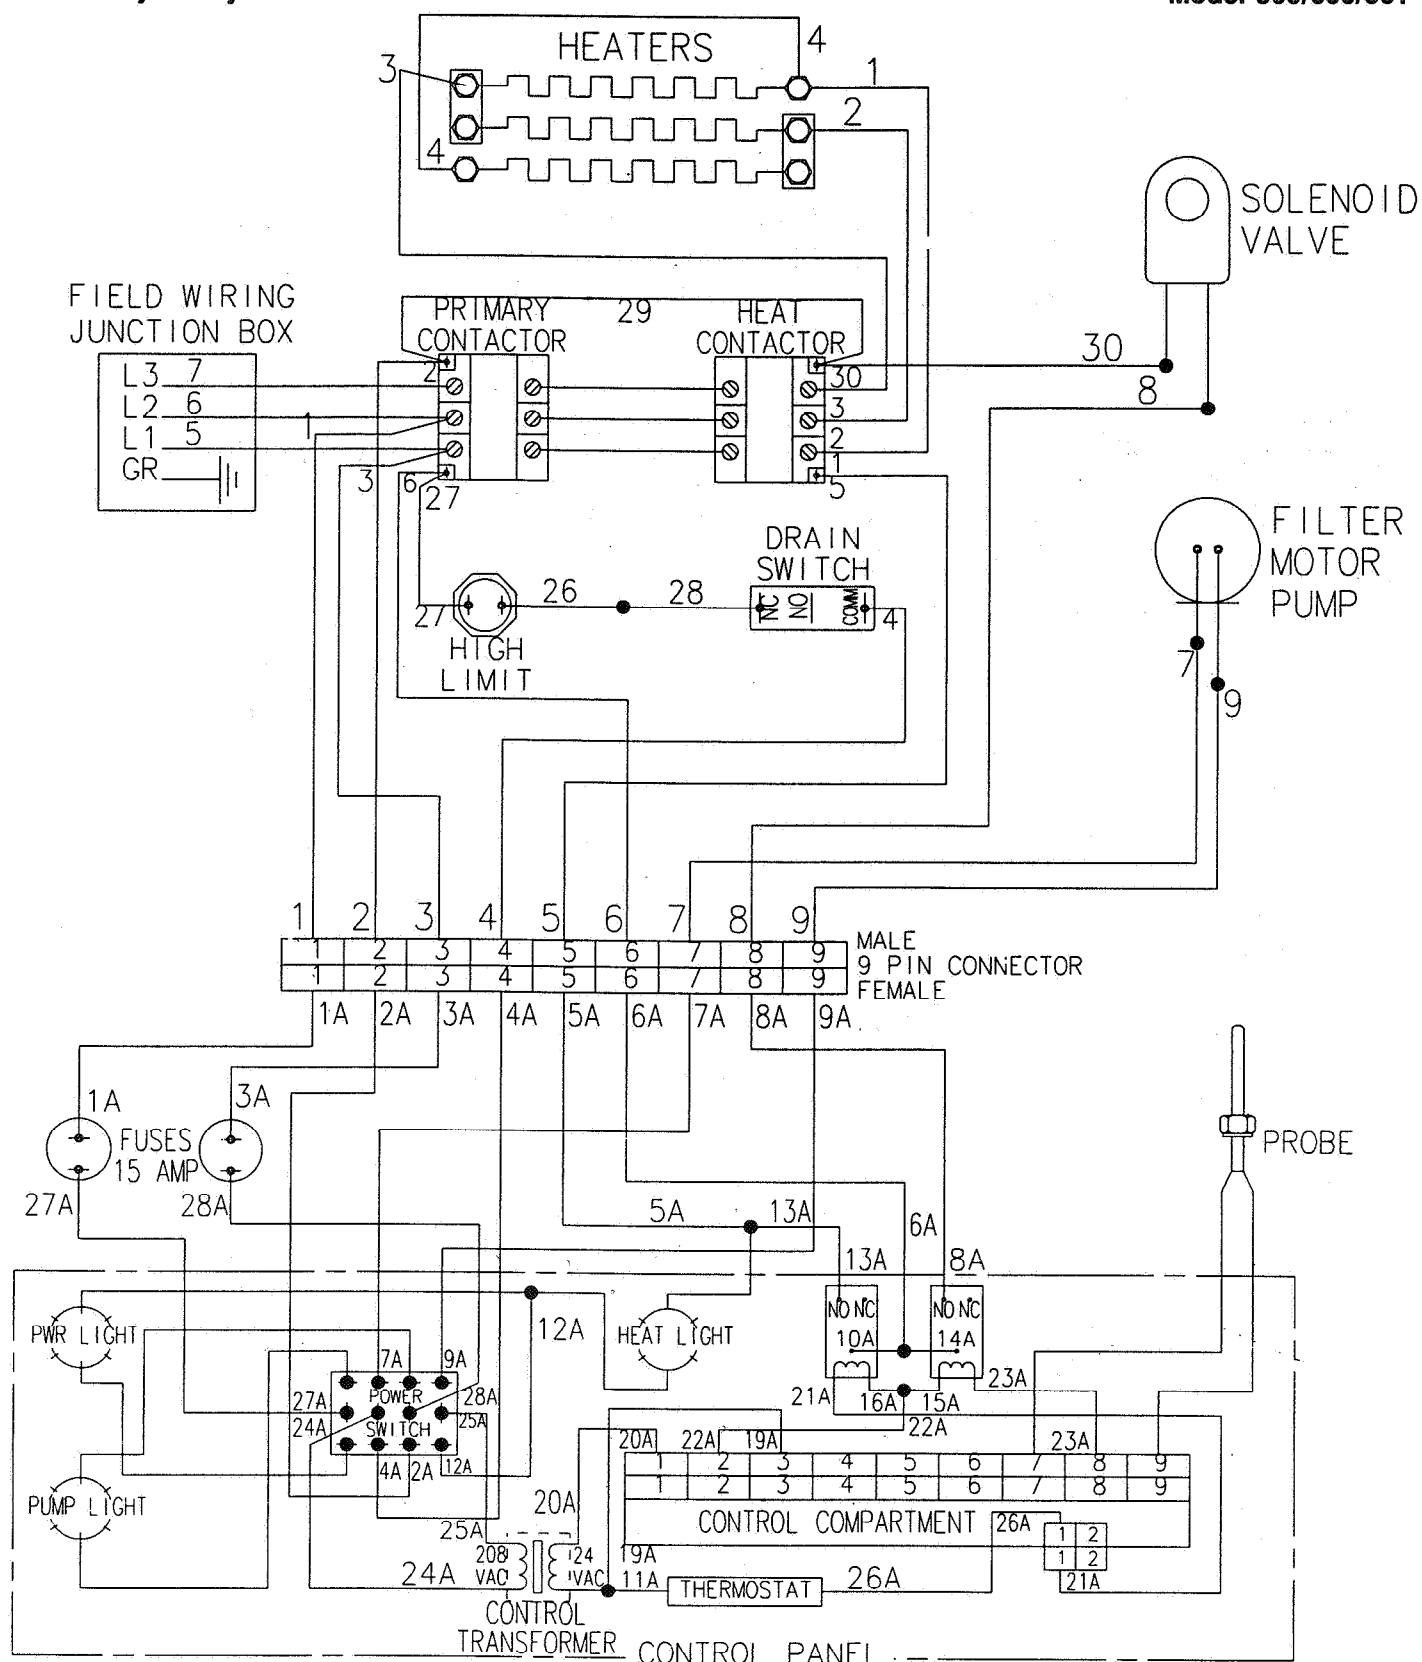 HEATERS
4
3
1
2
4
SOLENOID
VALVE
FIELD WIRING
JUNCTION BOX
PRIMARY
CONTACTOR
29
HEAT
CONTACTOR
L3 7
L2 6
L1 5
GR
1
3
2
6
27
30
3
2
1
5
30
8
FILTER
MOTOR
PUMP
7
9
DRAIN
SWITCH
NC
NO
COMM
4
27
26
28
HIGH
LIMIT
1 2 3 4 5 6 7 8 9
1 2 3 4 5 6 7 8 9
1 2 3 4 5 6 7 8 9
MALE
9 PIN CONNECTOR
FEMALE
1A 2A 3A 4A 5A 6A 7A 8A 9A
1A
3A
FUSES
15 AMP
27A
28A
PROBE
5A
13A
6A
13A
8A
NO NC
NO NC
10A
14A
PWR LIGHT
12A
HEAT LIGHT
7A
9A
POWER
SWITCH
27A
24A
28A
25A
4A
2A
12A
21A
16A
15A
23A
22A
20A
22A
19A
23A
1 2 3 4 5 6 7 8 9
1 2 3 4 5 6 7 8 9
PUMP LIGHT
20A
CONTROL COMPARTMENT
26A
1 2
1 2
21A
25A
24A
208
VAC
24
VAC
19A
11A
THERMOSTAT
26A
CONTROL
TRANSFORMER
CONTROL PANEL